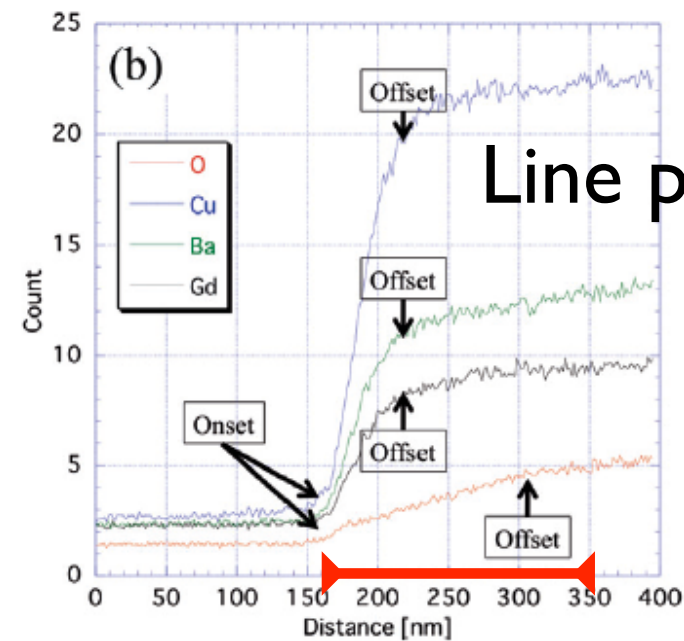 (b)
25
20
15
10
5
0
Count
O
Cu
Ba
Gd
Offset
Line p
Offset
Onset
Offset
Offset
0 50 100 150 200 250 300 350 400
Distance [nm]